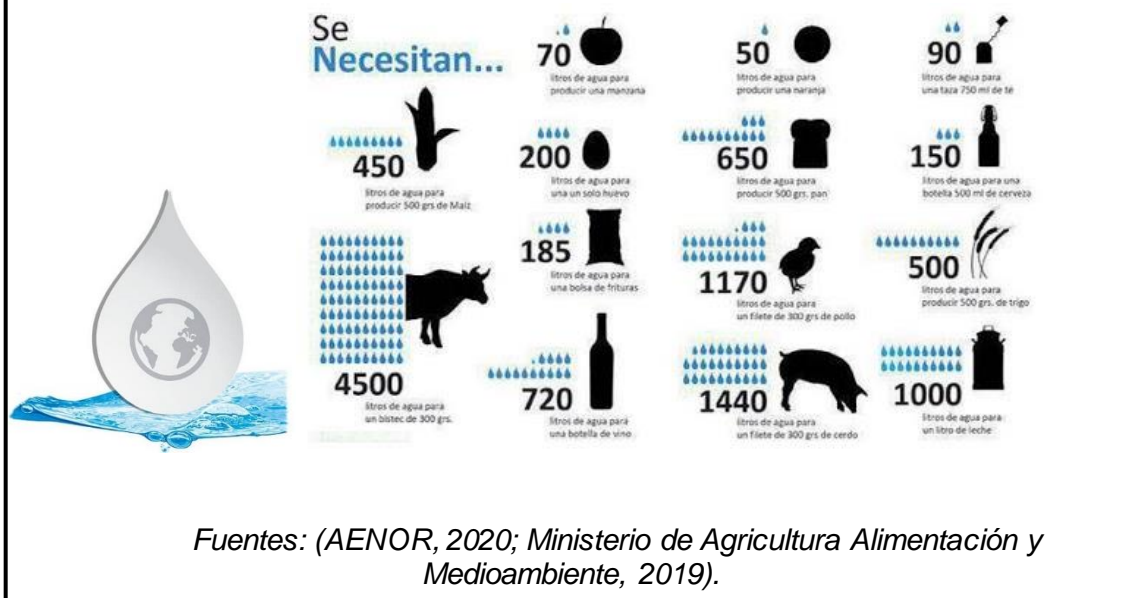 Se
Necesitan...
70
litros de agua para
producir una manzana
50
litros de agua para
producir una naranja
90
litros de agua para
una taza 750 ml de té
450
litros de agua para
producir 500 grs de Maíz
200
litros de agua para
una un solo huevo
650
litros de agua para
producir 500 grs. pan
150
litros de agua para una
botella 500 ml de cerveza
4500
litros de agua para
un bistec de 300 grs.
185
litros de agua para
una bolsa de frituras
1170
litros de agua para
un filete de 300 grs de pollo
500
litros de agua para
producir 500 grs. de trigo
720
litros de agua para
una botella de vino
1440
litros de agua para
un filete de 300 grs de cerdo
1000
litros de agua para
un litro de leche
Fuentes: (AENOR, 2020; Ministerio de Agricultura Alimentación y
Medioambiente, 2019).